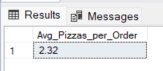 Results Messages
Avg_Pizzas_per_Order
1 2.32